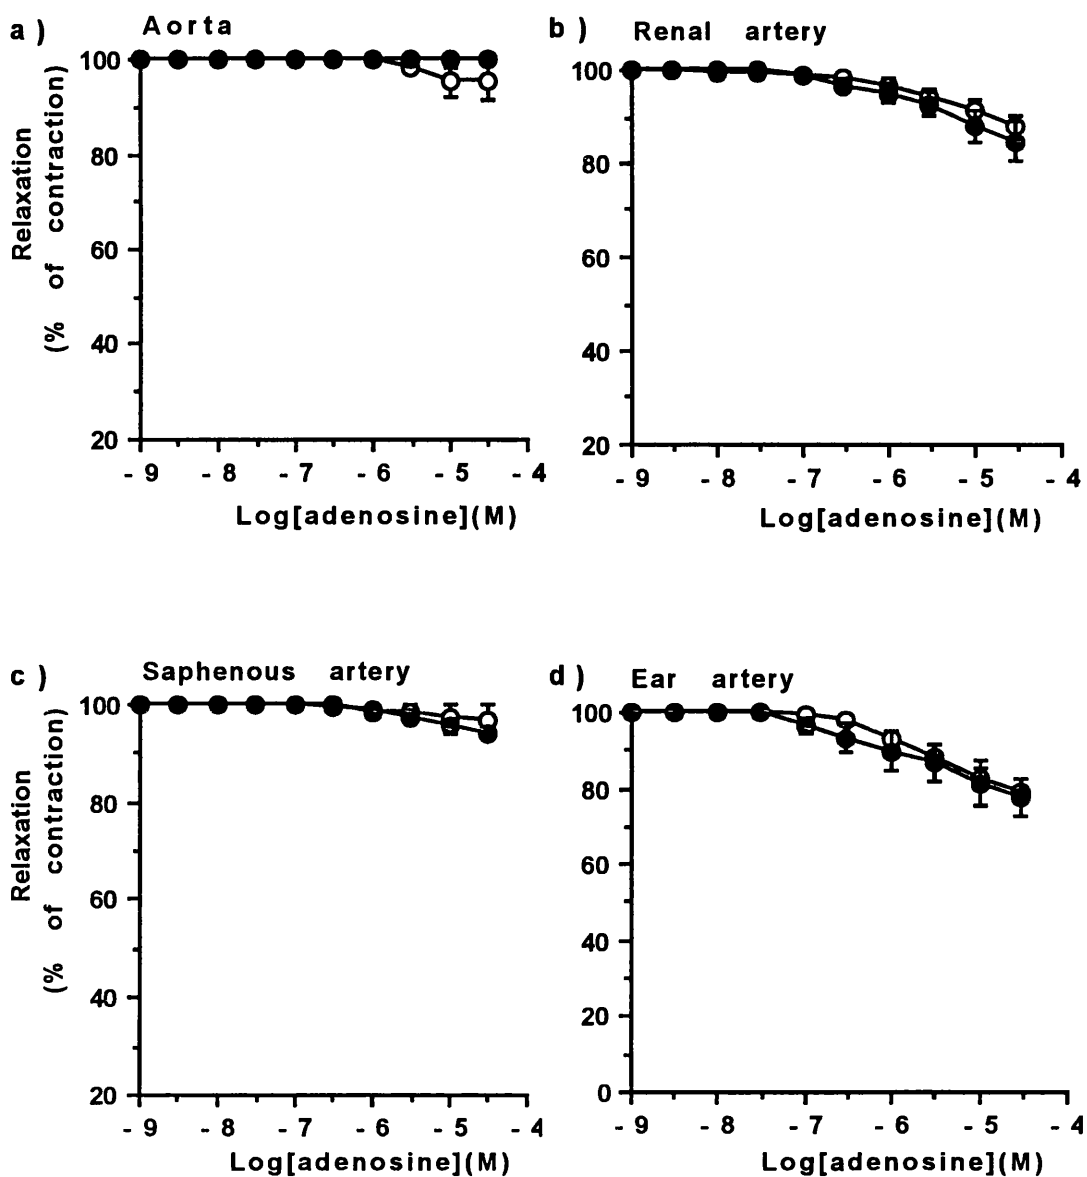 a) Aorta
100
80
60
40
20
-9 -8 -7 -6 -5 -4
Relaxation
(% of contraction)
Log[adenosine](M)
b) Renal artery
100
80
60
40
20
-9 -8 -7 -6 -5 -4
Log[adenosine](M)
c) Saphenous artery
100
80
60
40
20
-9 -8 -7 -6 -5 -4
Relaxation
(% of contraction)
Log[adenosine](M)
d) Ear artery
100
80
60
40
20
0
-9 -8 -7 -6 -5 -4
Log[adenosine](M)